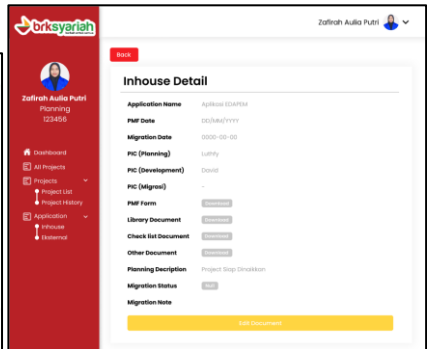 brksyariah
Zafirah Aulia Putri
Zafirah Aulia Putri
Planning
123456
Dashboard
All Projects
Projects
Project List
Project History
Application
Inhouse
Eksternal
Back
Inhouse Detail
Application Name Aplikasi EDAPEM
PMF Date DD/MM/YYYY
Migration Date 0000-00-00
PIC (Planning) Luthfy
PIC (Development) David
PIC (Migrasi) -
PMF Form Download
Library Document Download
Check list Document Download
Other Document Download
Planning Decription Project Siap Dinaikkan
Migration Status
Migration Note
Edit Document